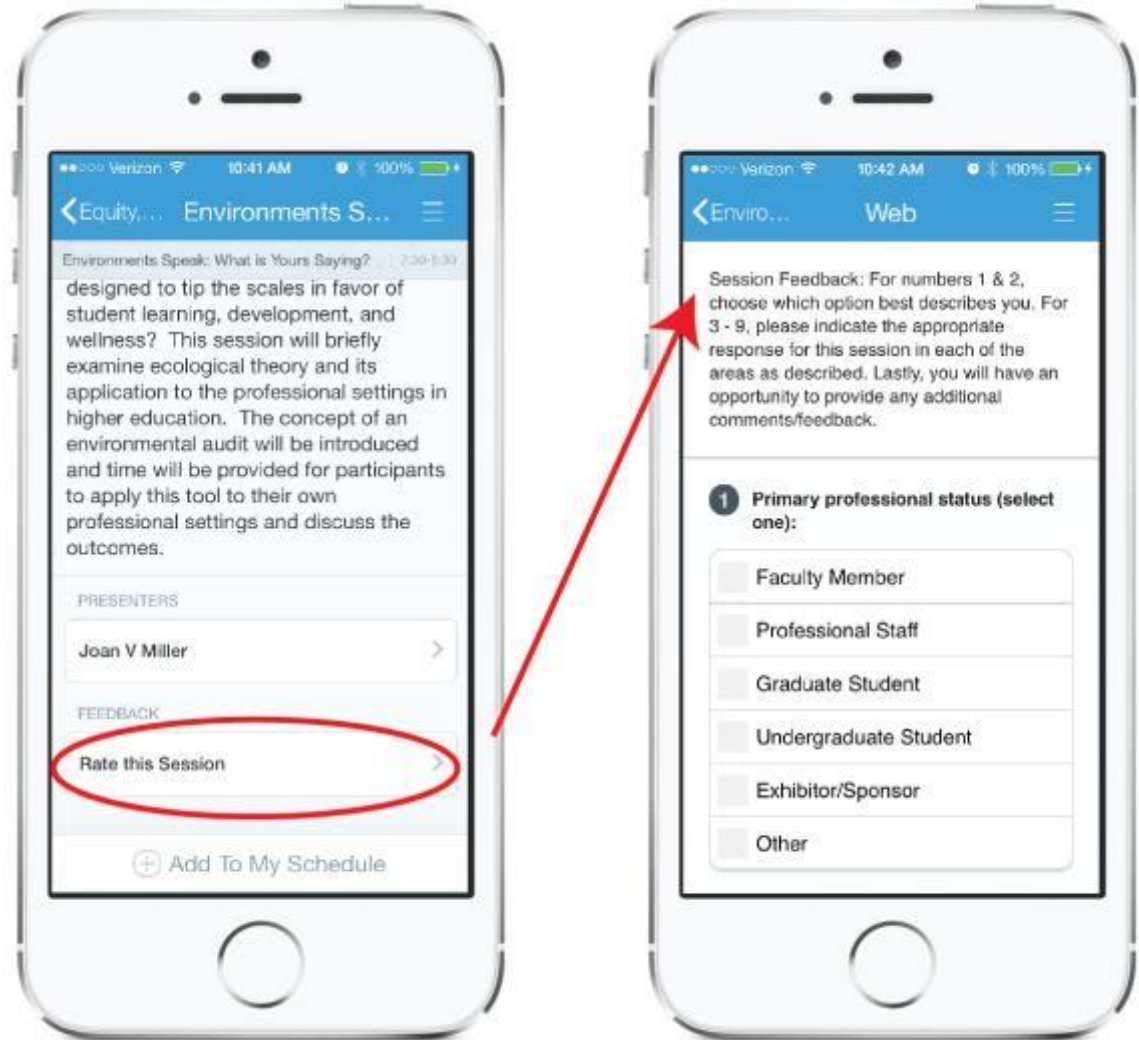 Verizon 10:41 AM 100%
Equity,... Environments S...
Environments Speak: What is Yours Saying?
designed to tip the scales in favor of
student learning, development, and
wellness? This session will briefly
examine ecological theory and its
application to the professional settings in
higher education. The concept of an
environmental audit will be introduced
and time will be provided for participants
to apply this tool to their own
professional settings and discuss the
outcomes.
PRESENTERS
Joan V Miller
FEEDBACK
Rate this Session
Add To My Schedule
Verizon 10:42 AM 100%
Enviro... Web
Session Feedback: For numbers 1 & 2,
choose which option best describes you. For
3 - 9, please indicate the appropriate
response for this session in each of the
areas as described. Lastly, you will have an
opportunity to provide any additional
comments/feedback.
1 Primary professional status (select
one):
Faculty Member
Professional Staff
Graduate Student
Undergraduate Student
Exhibitor/Sponsor
Other